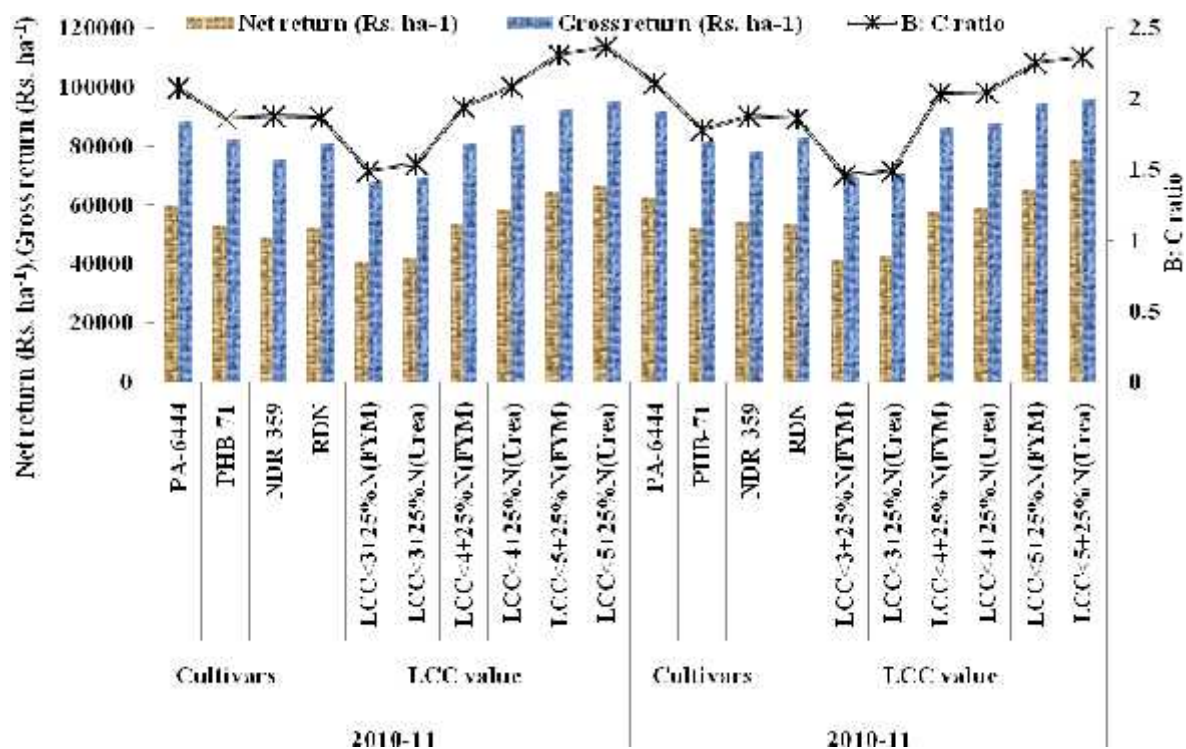 Net return (Rs. ha-1)
Gross return (Rs. ha-1)
B: C ratio
Net return (Rs. ha⁻¹), Gross return (Rs. ha⁻¹)
120000
100000
80000
60000
40000
20000
0
2.5
2
1.5
1
0.5
0
B: C ratio
PA-6444
PHB 71
NDR 359
RDN
LCC<3+25%N(FYM)
LCC<3+25%N(Urea)
LCC<4+25%N(FYM)
LCC<4+25%N(Urea)
LCC<5+25%N(FYM)
LCC<5+25%N(Urea)
PA-6444
PHB-71
NDR 359
RDN
LCC<3+25%N(FYM)
LCC<3+25%N(Urea)
LCC<4+25%N(FYM)
LCC<4+25%N(Urea)
LCC<5+25%N(FYM)
LCC<5+25%N(Urea)
Cultivars
LCC value
Cultivars
LCC value
2010-11
2010-11